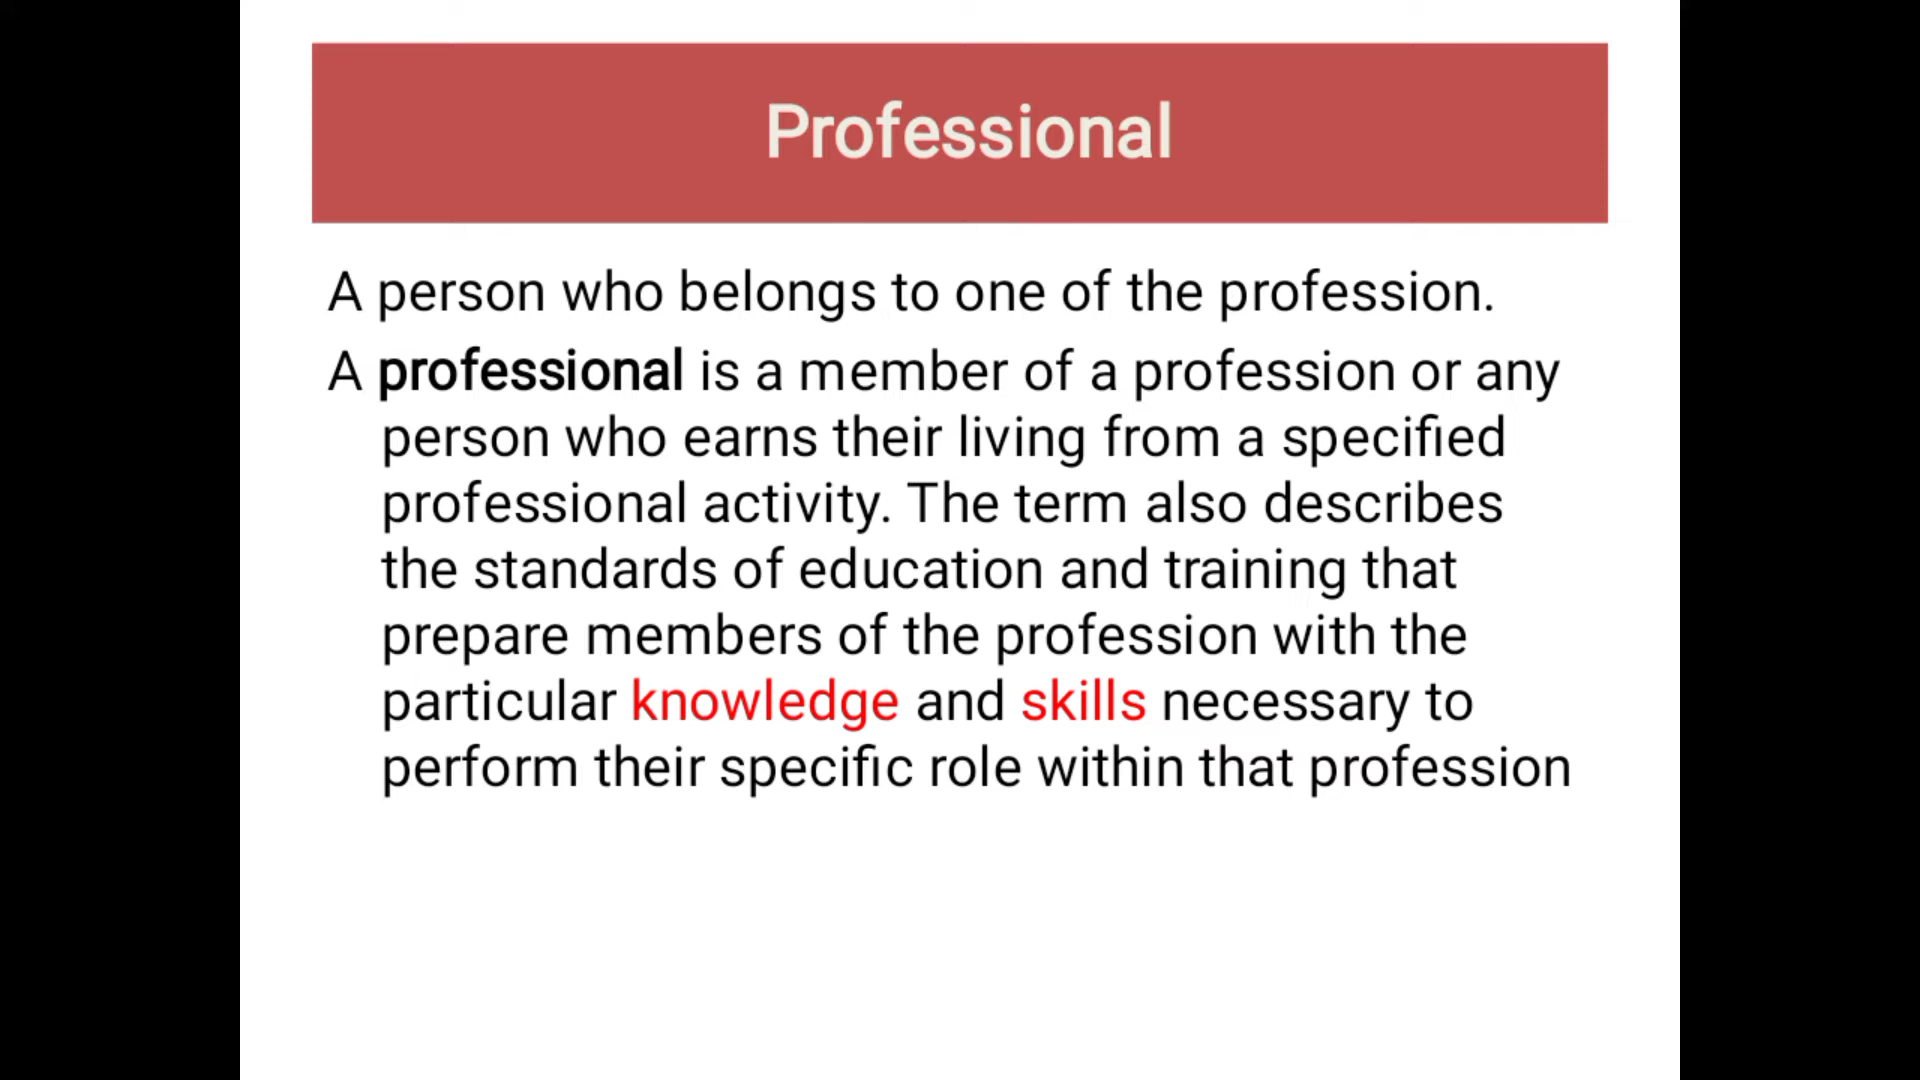 Professional
A person who belongs to one of the profession.
A professional is a member of a profession or any
person who earns their living from a specified
professional activity. The term also describes
the standards of education and training that
prepare members of the profession with the
particular knowledge and skills necessary to
perform their specific role within that profession